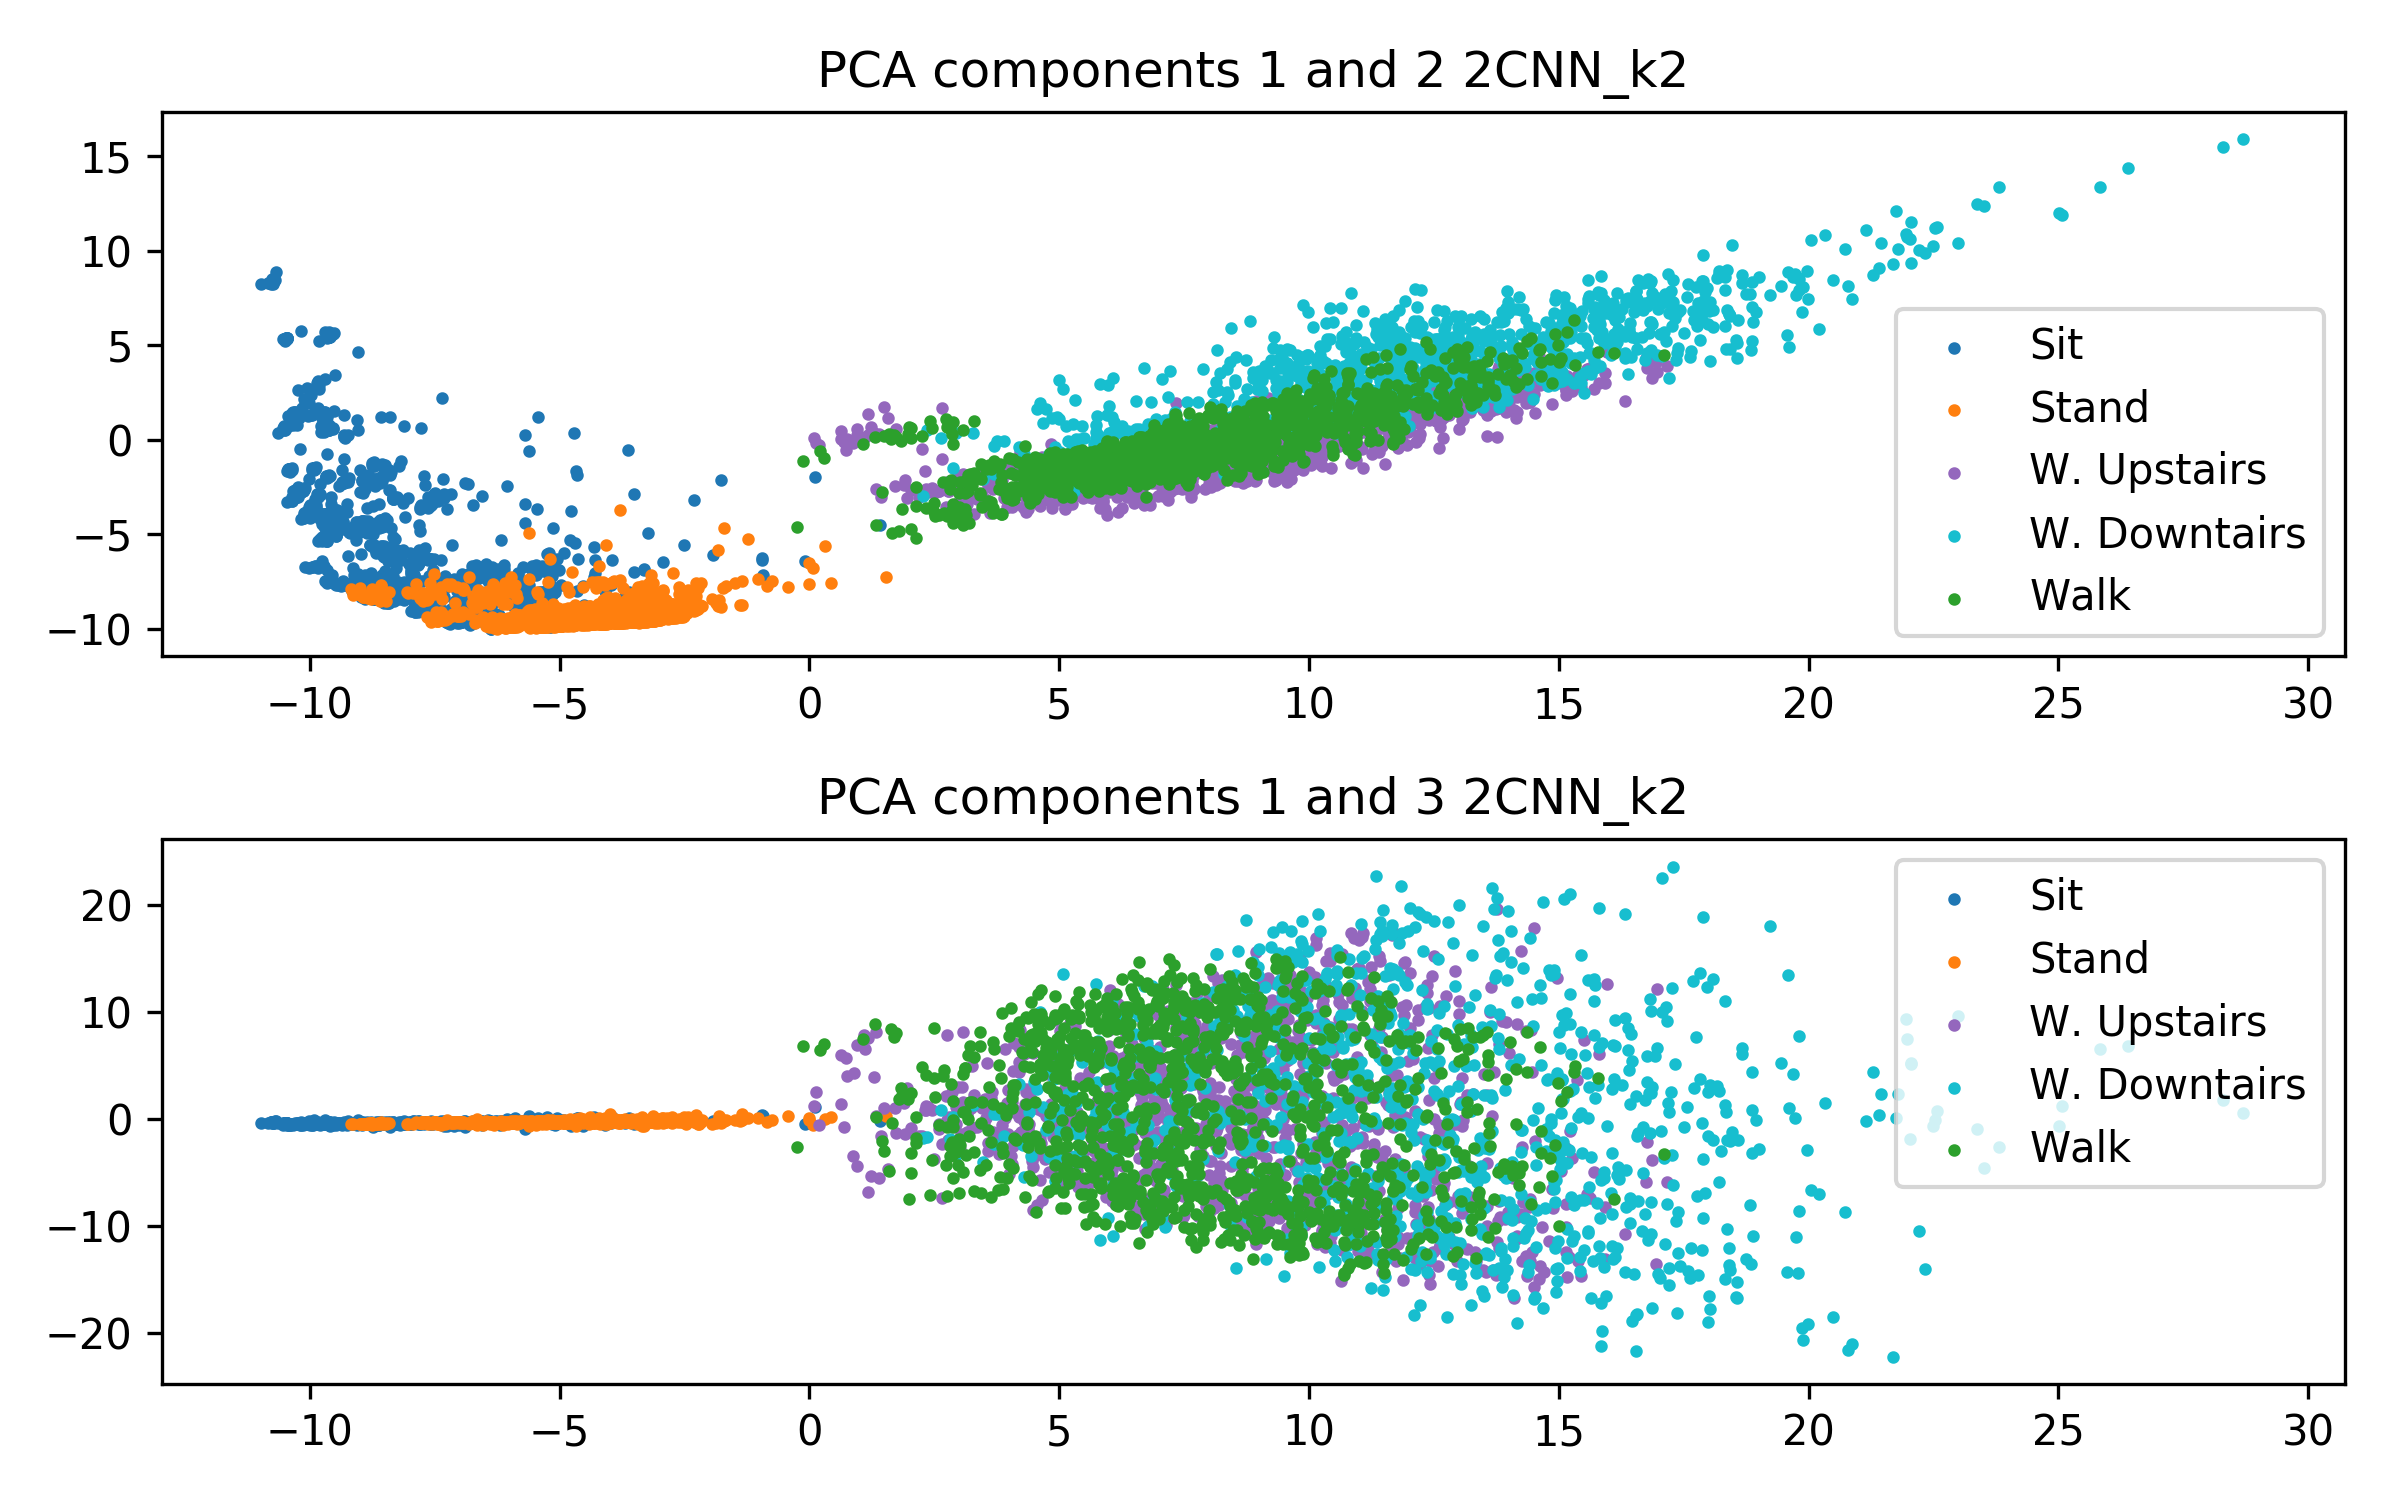 PCA components 1 and 2 2CNN_k2
15
10
5
0
−5
−10
Sit
Stand
W. Upstairs
W. Downtairs
Walk
−10 −5 0 5 10 15 20 25 30
PCA components 1 and 3 2CNN_k2
20
10
0
−10
−20
Sit
Stand
W. Upstairs
W. Downtairs
Walk
−10 −5 0 5 10 15 20 25 30